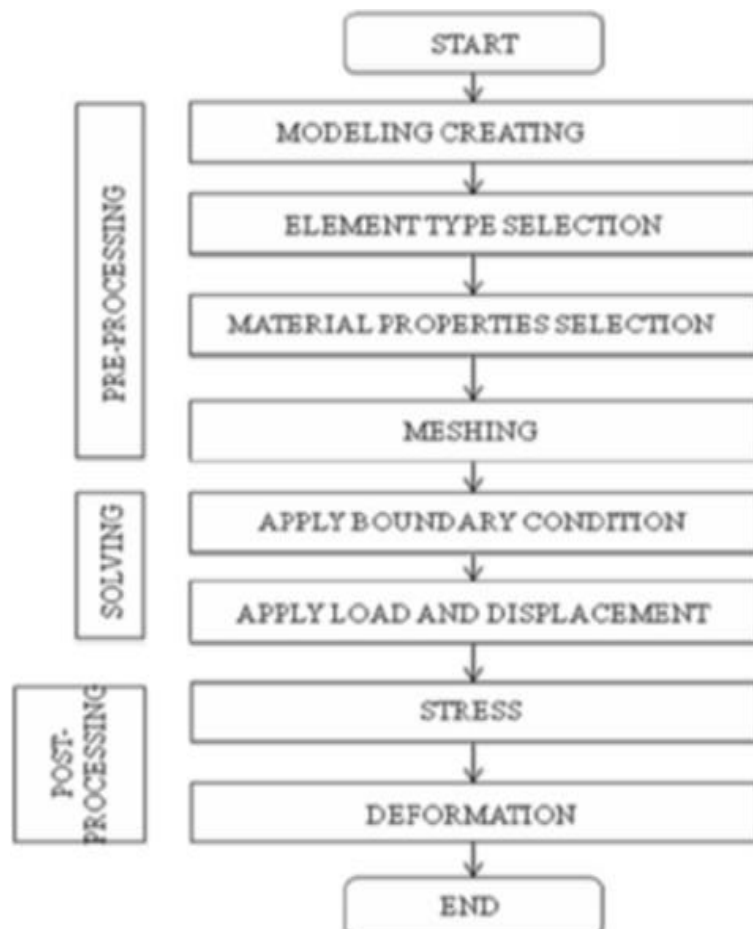 START
PRE-PROCESSING
MODELING CREATING
ELEMENT TYPE SELECTION
MATERIAL PROPERTIES SELECTION
MESHING
SOLVING
APPLY BOUNDARY CONDITION
APPLY LOAD AND DISPLACEMENT
POST-
PROCESSING
STRESS
DEFORMATION
END